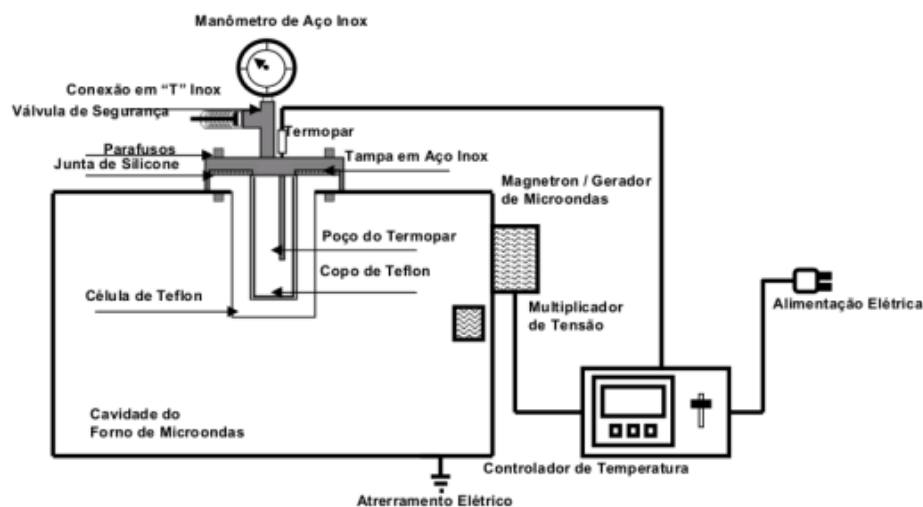 Manômetro de Aço Inox
Conexão em “T” Inox
Válvula de Segurança
Termopar
Parafusos
Tampa em Aço Inox
Junta de Silicone
Magnetron / Gerador
de Microondas
Poço do Termopar
Copo de Teflon
Célula de Teflon
Multiplicador
de Tensão
Alimentação Elétrica
Cavidade do
Forno de Microondas
Controlador de Temperatura
Atrerramento Elétrico